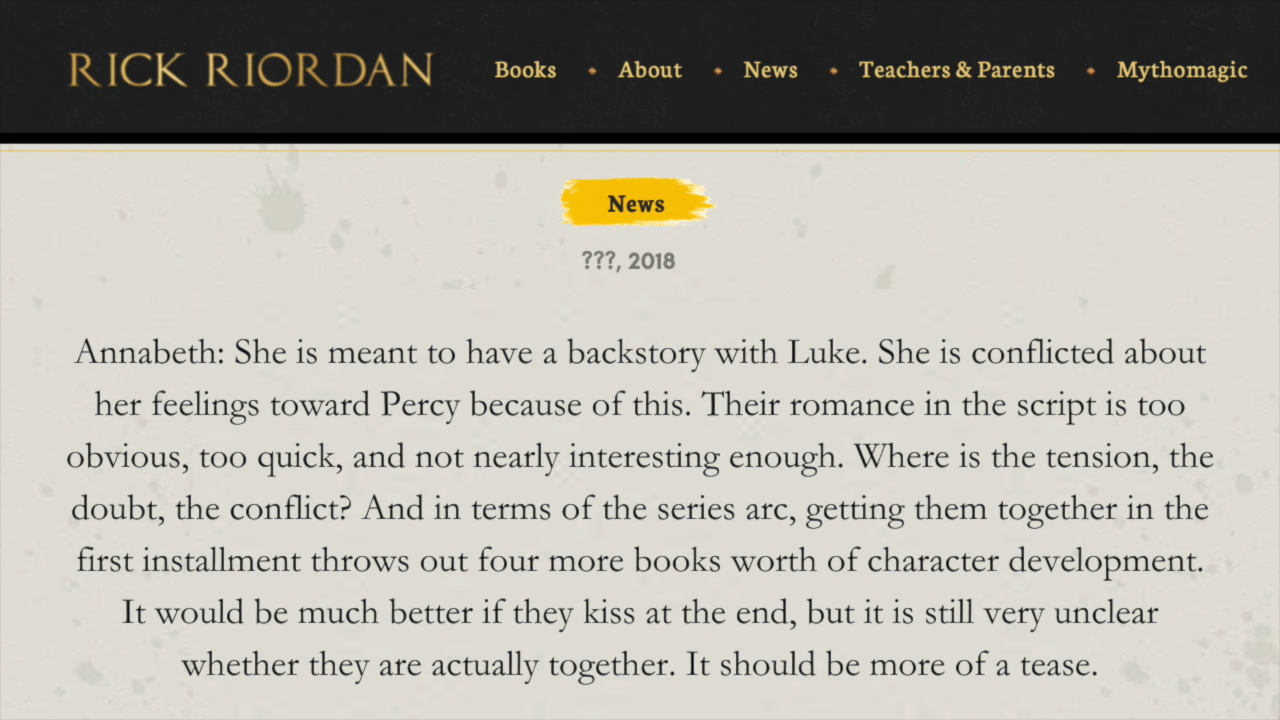 RICK RIORDAN Books About News Teachers & Parents Mythomagic
News
???, 2018
Annabeth: She is meant to have a backstory with Luke. She is conflicted about
her feelings toward Percy because of this. Their romance in the script is too
obvious, too quick, and not nearly interesting enough. Where is the tension, the
doubt, the conflict? And in terms of the series arc, getting them together in the
first installment throws out four more books worth of character development.
It would be much better if they kiss at the end, but it is still very unclear
whether they are actually together. It should be more of a tease.